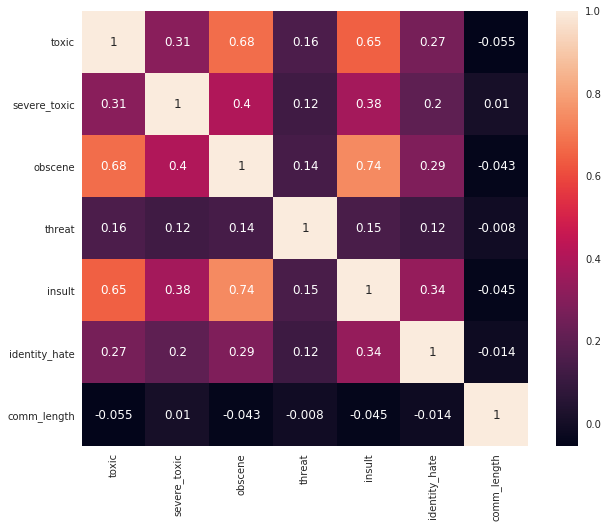 toxic 1 0.31 0.68 0.16 0.65 0.27 -0.055
severe_toxic 0.31 1 0.4 0.12 0.38 0.2 0.01
obscene 0.68 0.4 1 0.14 0.74 0.29 -0.043
threat 0.16 0.12 0.14 1 0.15 0.12 -0.008
insult 0.65 0.38 0.74 0.15 1 0.34 -0.045
identity_hate 0.27 0.2 0.29 0.12 0.34 1 -0.014
comm_length -0.055 0.01 -0.043 -0.008 -0.045 -0.014 1
toxic severe_toxic obscene threat insult identity_hate comm_length
1.0
0.8
0.6
0.4
0.2
0.0